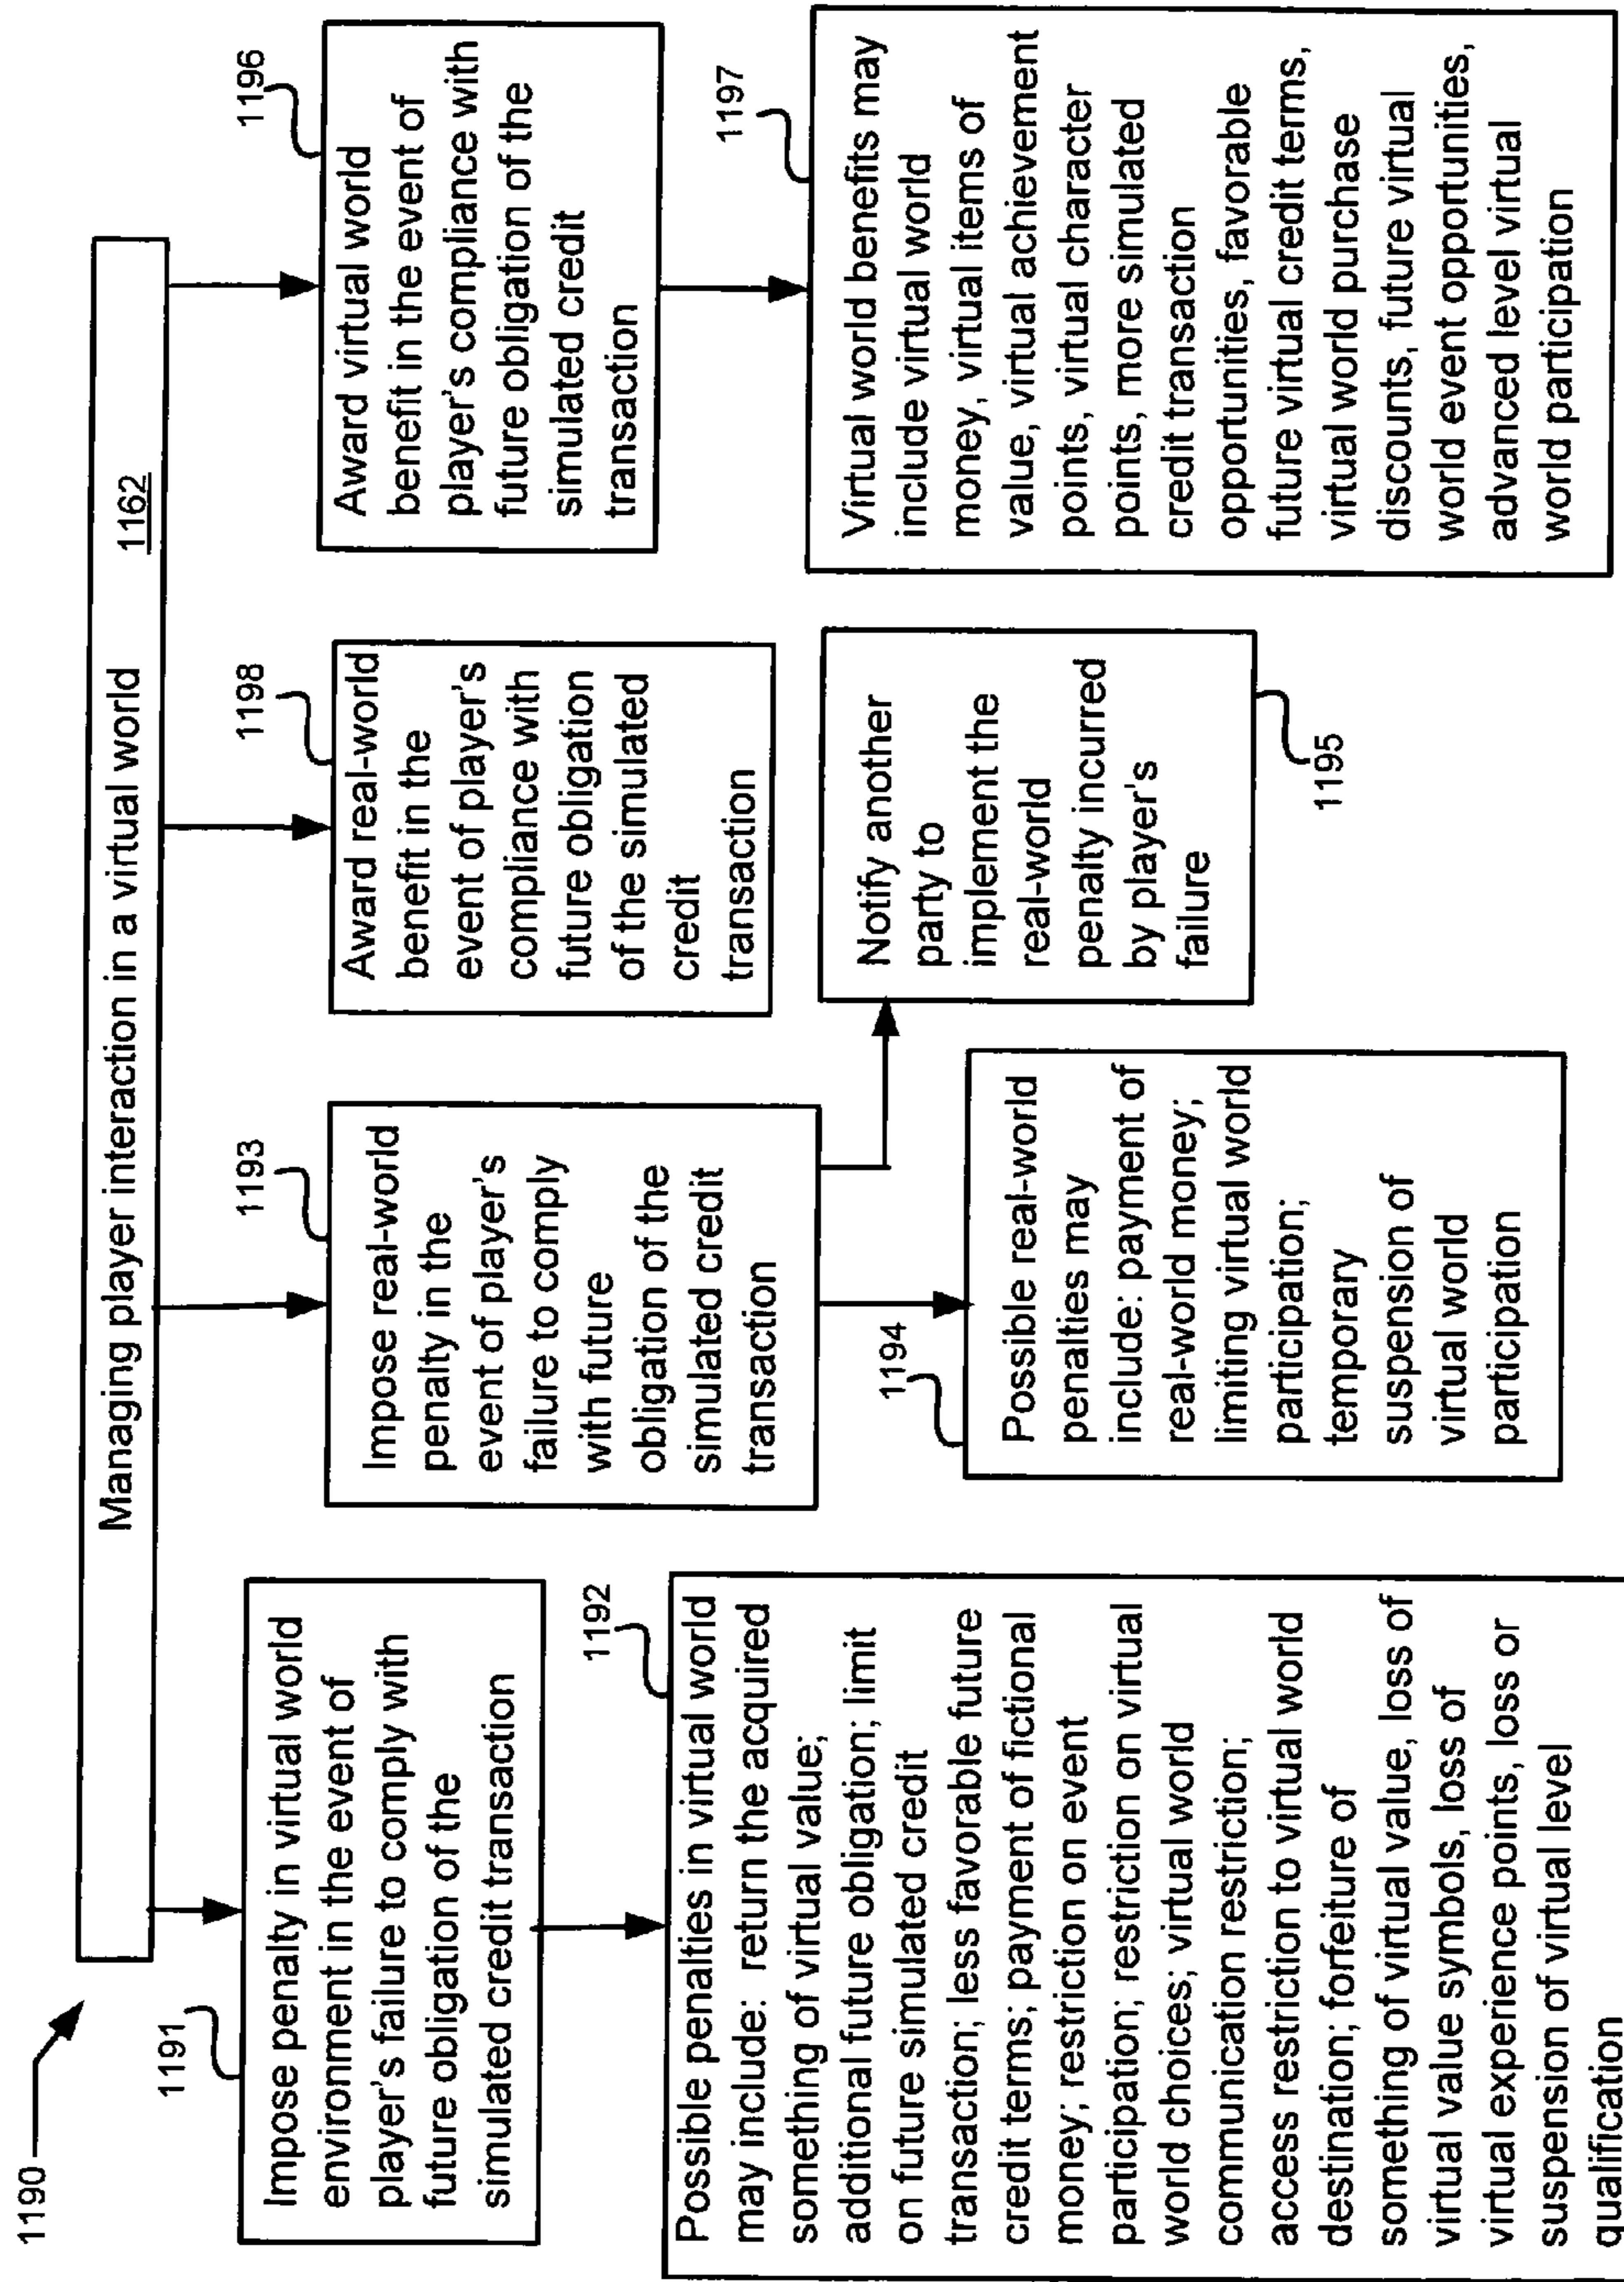 1190
Managing player interaction in a virtual world 1162
1191
Impose penalty in virtual world
environment in the event of
player's failure to comply with
future obligation of the
simulated credit transaction
1192
Possible penalties in virtual world
may include: return the acquired
something of virtual value;
additional future obligation; limit
on future simulated credit
transaction; less favorable future
credit terms; payment of fictional
money; restriction on event
participation; restriction on virtual
world choices; virtual world
communication restriction;
access restriction to virtual world
destination; forfeiture of
something of virtual value, loss of
virtual value symbols, loss of
virtual experience points, loss or
suspension of virtual level
qualification
1193
Impose real-world
penalty in the
event of player's
failure to comply
with future
obligation of the
simulated credit
transaction
1194
Possible real-world
penalties may
include: payment of
real-world money;
limiting virtual world
participation;
temporary
suspension of
virtual world
participation
1195
Notify another
party to
implement the
real-world
penalty incurred
by player's
failure
1198
Award real-world
benefit in the
event of player's
compliance with
future obligation
of the simulated
credit
transaction
1196
Award virtual world
benefit in the event of
player's compliance with
future obligation of the
simulated credit
transaction
1197
Virtual world benefits may
include virtual world
money, virtual items of
value, virtual achievement
points, virtual character
points, more simulated
credit transaction
opportunities, favorable
future virtual credit terms,
virtual world purchase
discounts, future virtual
world event opportunities,
advanced level virtual
world participation